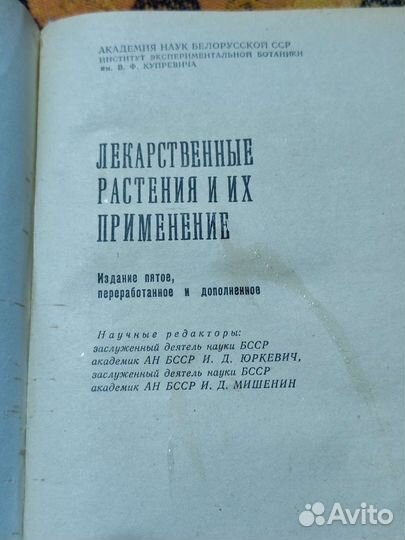 АКАДЕМИЯ НАУК БЕЛОРУССКОЙ ССР
ИНСТИТУТ ЭКСПЕРИМЕНТАЛЬНОЙ БОТАНИКИ
им. В. Ф. КУПРЕВИЧА
ЛЕКАРСТВЕННЫЕ
РАСТЕНИЯ И ИХ
ПРИМЕНЕНИЕ
Издание пятое,
переработанное и дополненное
Научные редакторы:
заслуженный деятель науки БССР
академик АН БССР И. Д. ЮРКЕВИЧ,
заслуженный деятель науки БССР
академик АН БССР И. Д. МИШЕНИН
Avito